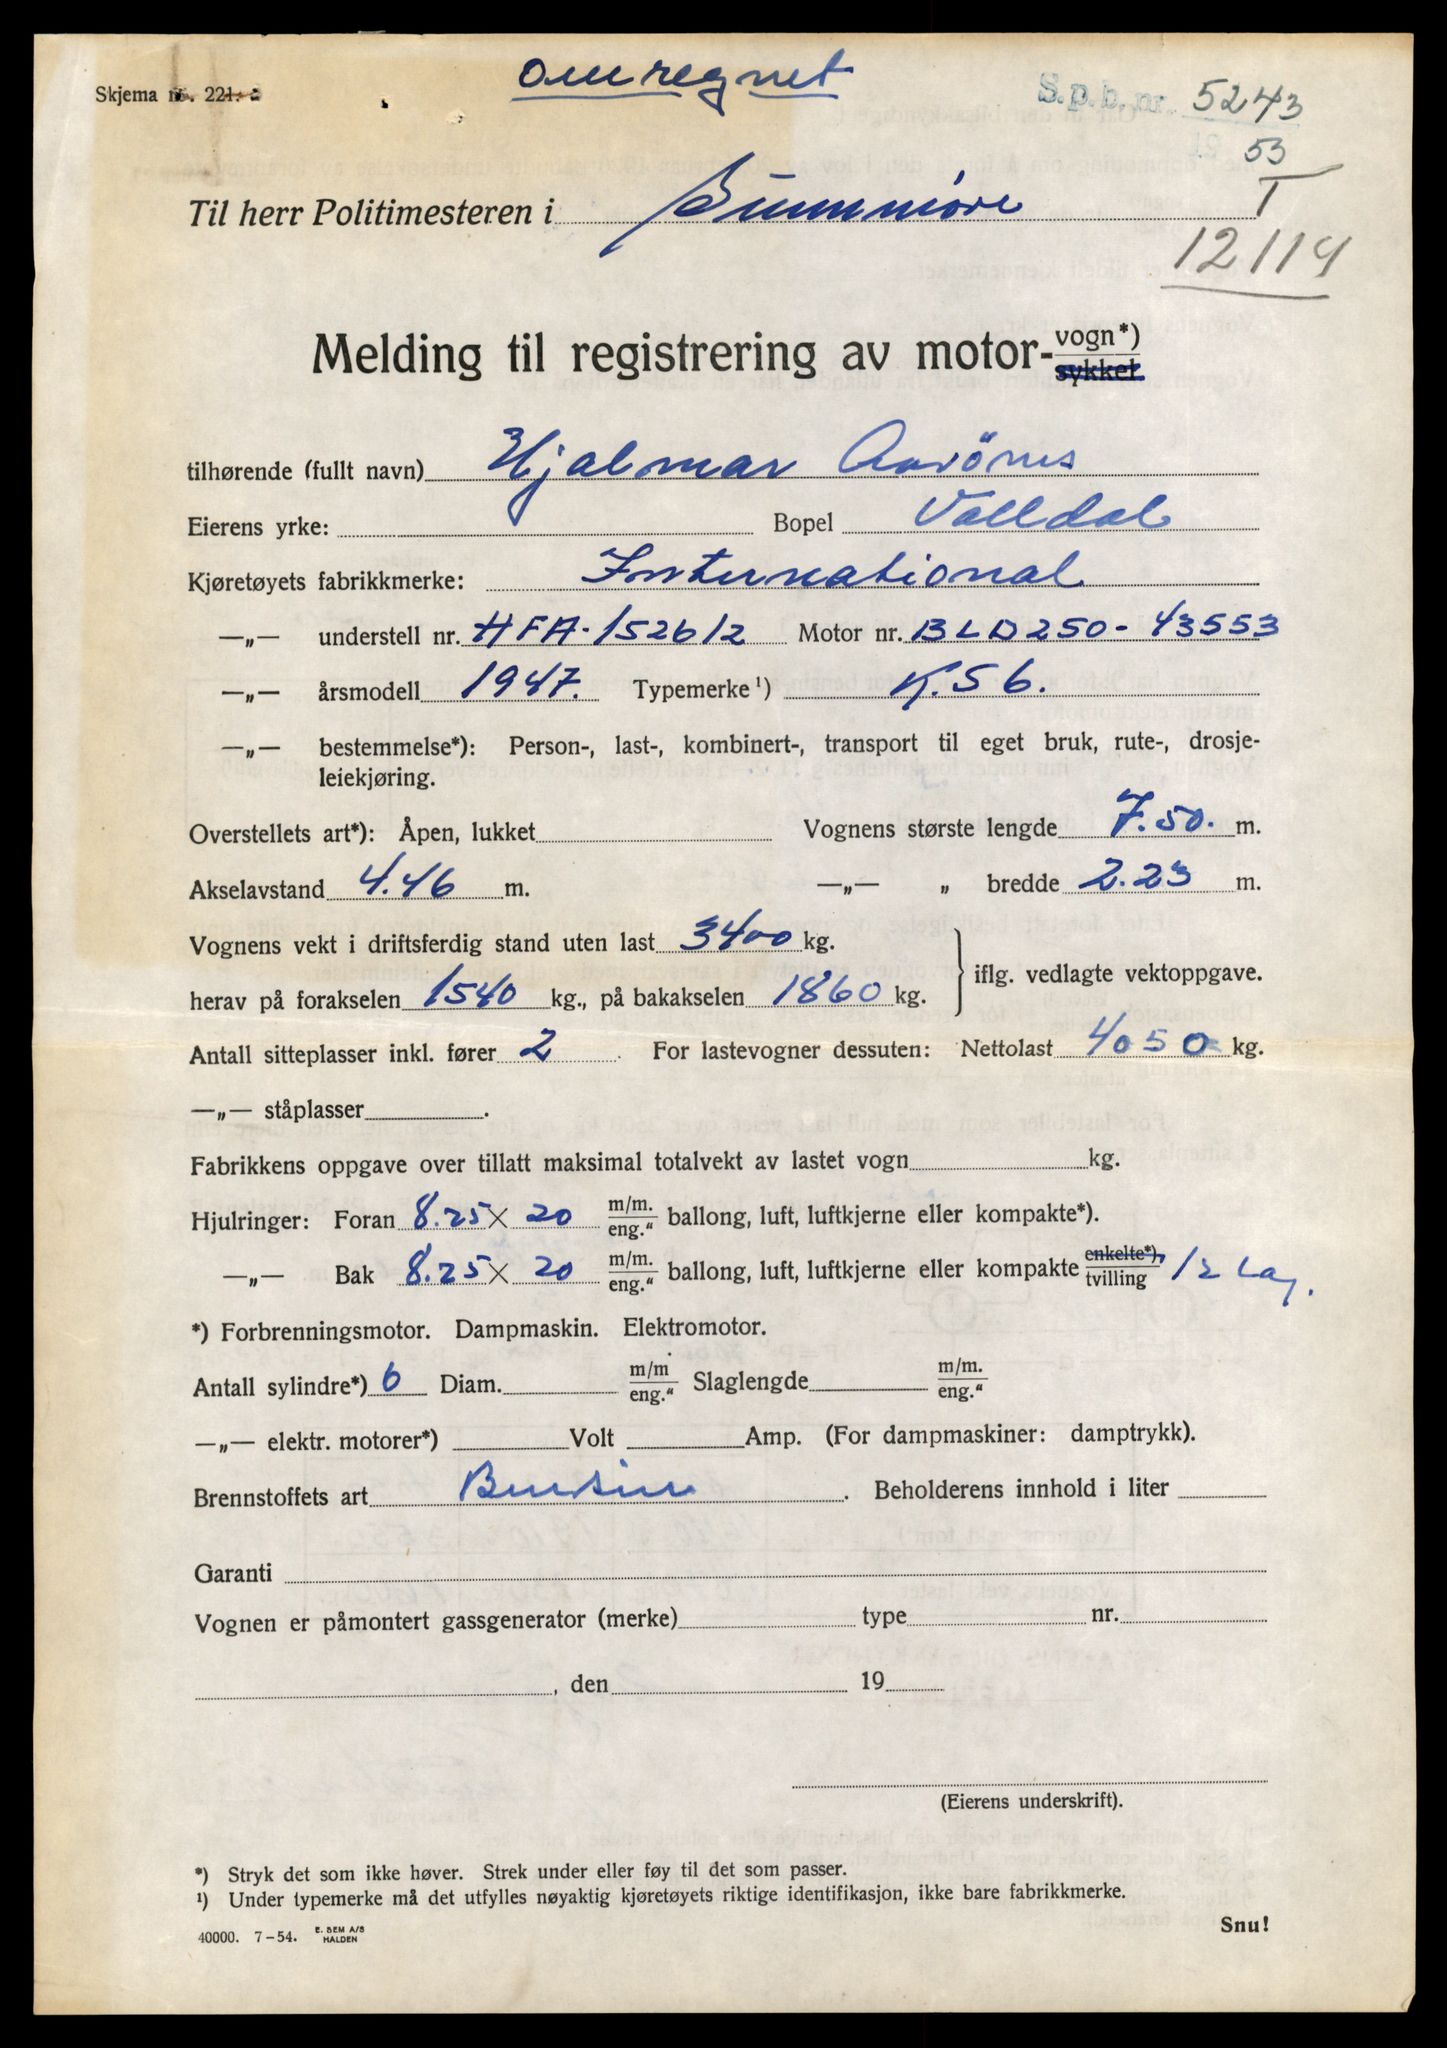 omregnet
Skjema nr. 221.
S.p.b. nr. 5243
19 53
Til herr Politimesteren i Sunnmøre T
12114
Melding til registrering av motor-vogn*)
sykkel
tilhørende (fullt navn) Hjalmar Aarönes
Eierens yrke: Bopel Valldal
Kjøretøyets fabrikkmerke: International
—„— understell nr. HFA-152612 Motor nr. BLD250-43553
—„— årsmodell 1947. Typemerke ¹) K.S6.
—„— bestemmelse*): Person-, last-, kombinert-, transport til eget bruk, rute-, drosje-
leiekjøring.
Overstellets art*): Åpen, lukket Vognens største lengde 7.50. m.
Akselavstand 4.46 m. —„— „ bredde 2.23 m.
Vognens vekt i driftsferdig stand uten last 3400 kg.
herav på forakselen 1540 kg., på bakakselen 1860 kg. } iflg. vedlagte vektoppgave.
Antall sitteplasser inkl. fører 2 . For lastevogner dessuten: Nettolast 4050 kg.
—„— ståplasser .
Fabrikkens oppgave over tillatt maksimal totalvekt av lastet vogn kg.
Hjulringer: Foran 8.25 × 20 m/m. eng.“ ballong, luft, luftkjerne eller kompakte*).
—„— Bak 8.25 × 20 m/m. eng.“ ballong, luft, luftkjerne eller kompakte enkelte*), tvilling 12 Lag.
*) Forbrenningsmotor. Dampmaskin. Elektromotor.
Antall sylindre*) 6 Diam. m/m eng.“ Slaglengde m/m. eng.“
—„— elektr. motorer*) Volt Amp. (For dampmaskiner: damptrykk).
Brennstoffets art Bensin . Beholderens innhold i liter
Garanti
Vognen er påmontert gassgenerator (merke) type nr.
, den 19
(Eierens underskrift).
*) Stryk det som ikke høver. Strek under eller føy til det som passer.
¹) Under typemerke må det utfylles nøyaktig kjøretøyets riktige identifikasjon, ikke bare fabrikkmerke.
40000. 7–54. E. SEM A/S HALDEN
Snu!